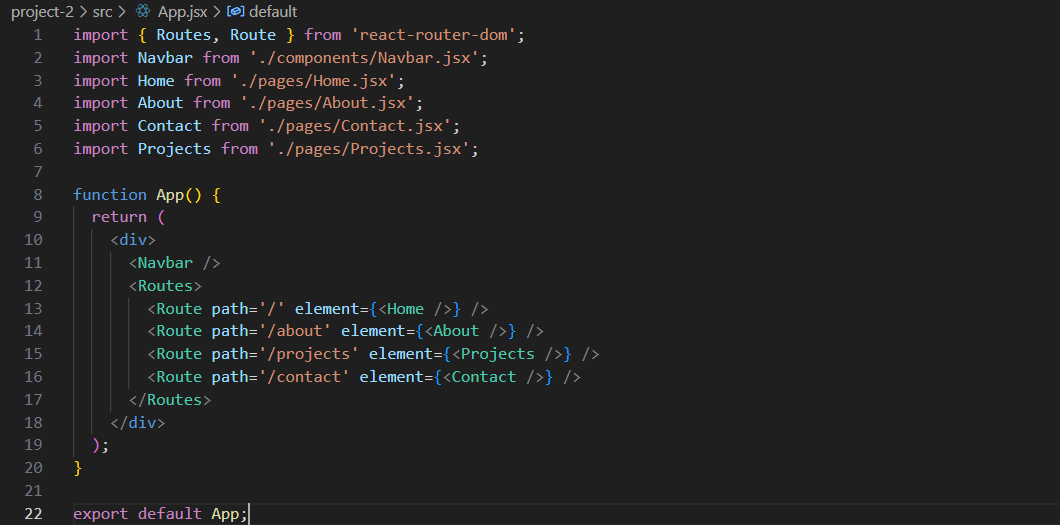 project-2 > src > App.jsx > default
1 import { Routes, Route } from 'react-router-dom';
2 import Navbar from './components/Navbar.jsx';
3 import Home from './pages/Home.jsx';
4 import About from './pages/About.jsx';
5 import Contact from './pages/Contact.jsx';
6 import Projects from './pages/Projects.jsx';
7
8 function App() {
9   return (
10     <div>
11       <Navbar />
12       <Routes>
13         <Route path='/' element={<Home />} />
14         <Route path='/about' element={<About />} />
15         <Route path='/projects' element={<Projects />} />
16         <Route path='/contact' element={<Contact />} />
17       </Routes>
18     </div>
19   );
20 }
21
22 export default App;